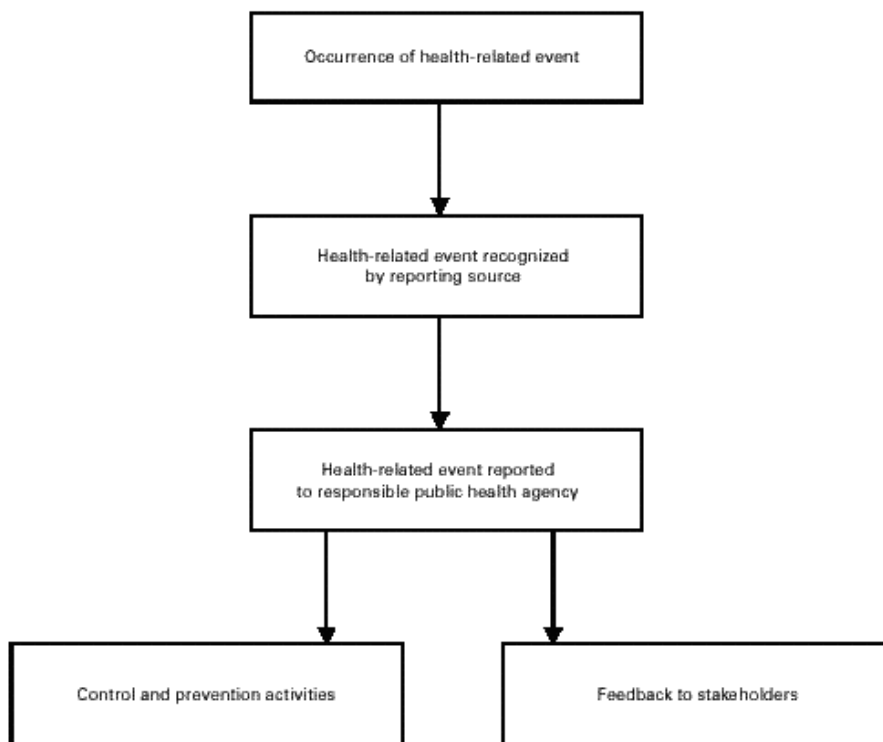 Occurrence of health-related event
Health-related event recognized
by reporting source
Health-related event reported
to responsible public health agency
Control and prevention activities
Feedback to stakeholders